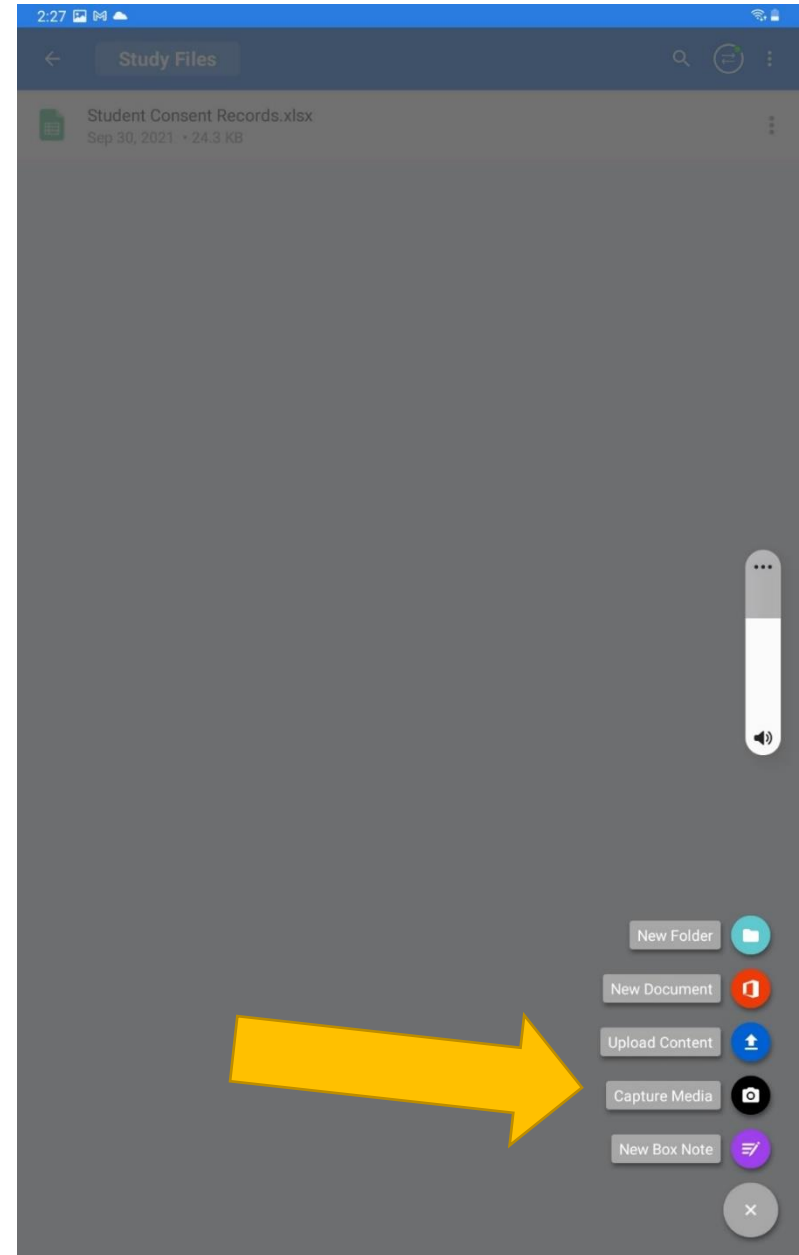 2:27
Study Files
Student Consent Records.xlsx
Sep 30, 2021 • 24.3 KB
New Folder
New Document
Upload Content
Capture Media
New Box Note